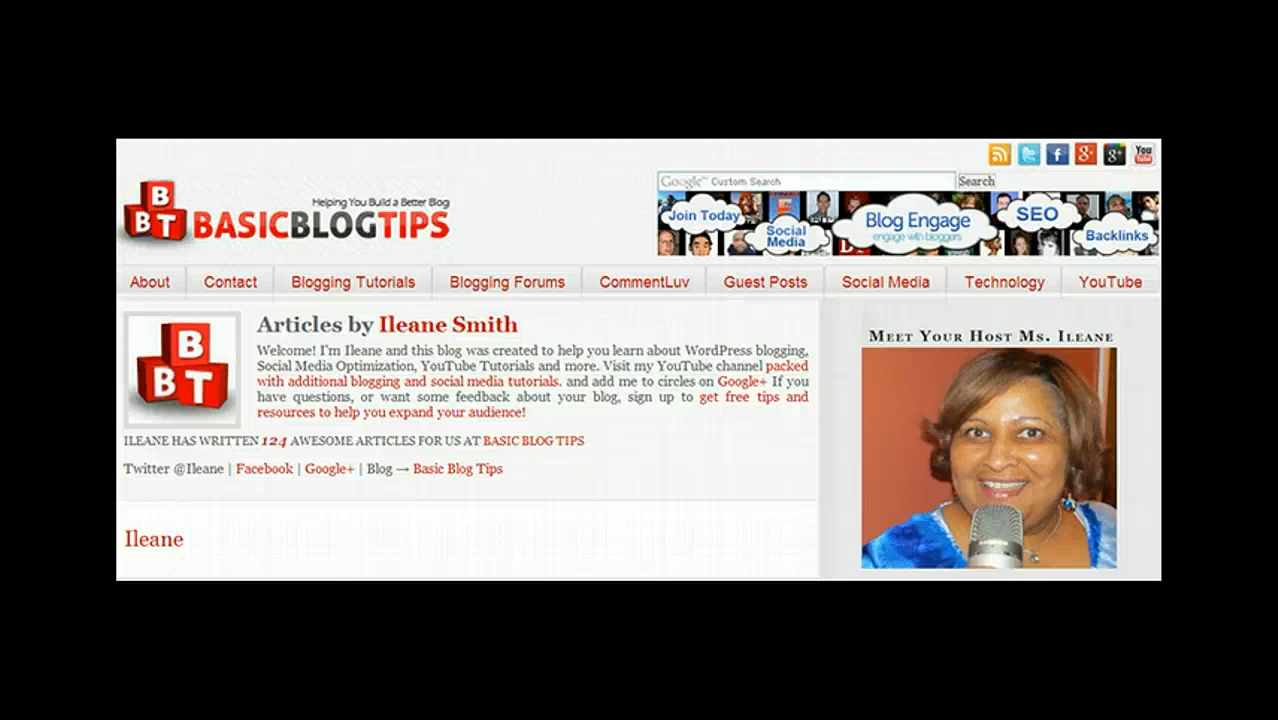 You
Tube
Google™ Custom Search
Search
B
B T
Helping You Build a Better Blog
BASICBLOGTIPS
Join Today
Social
Media
Blog Engage
engage with bloggers
SEO
Backlinks
About
Contact
Blogging Tutorials
Blogging Forums
CommentLuv
Guest Posts
Social Media
Technology
YouTube
B
B T
Articles by Ileane Smith
Welcome! I'm Ileane and this blog was created to help you learn about WordPress blogging,
Social Media Optimization, YouTube Tutorials and more. Visit my YouTube channel packed
with additional blogging and social media tutorials. and add me to circles on Google+ If you
have questions, or want some feedback about your blog, sign up to get free tips and
resources to help you expand your audience!
ILEANE HAS WRITTEN 124 AWESOME ARTICLES FOR US AT BASIC BLOG TIPS
Twitter @Ileane | Facebook | Google+ | Blog → Basic Blog Tips
Ileane
MEET YOUR HOST MS. ILEANE